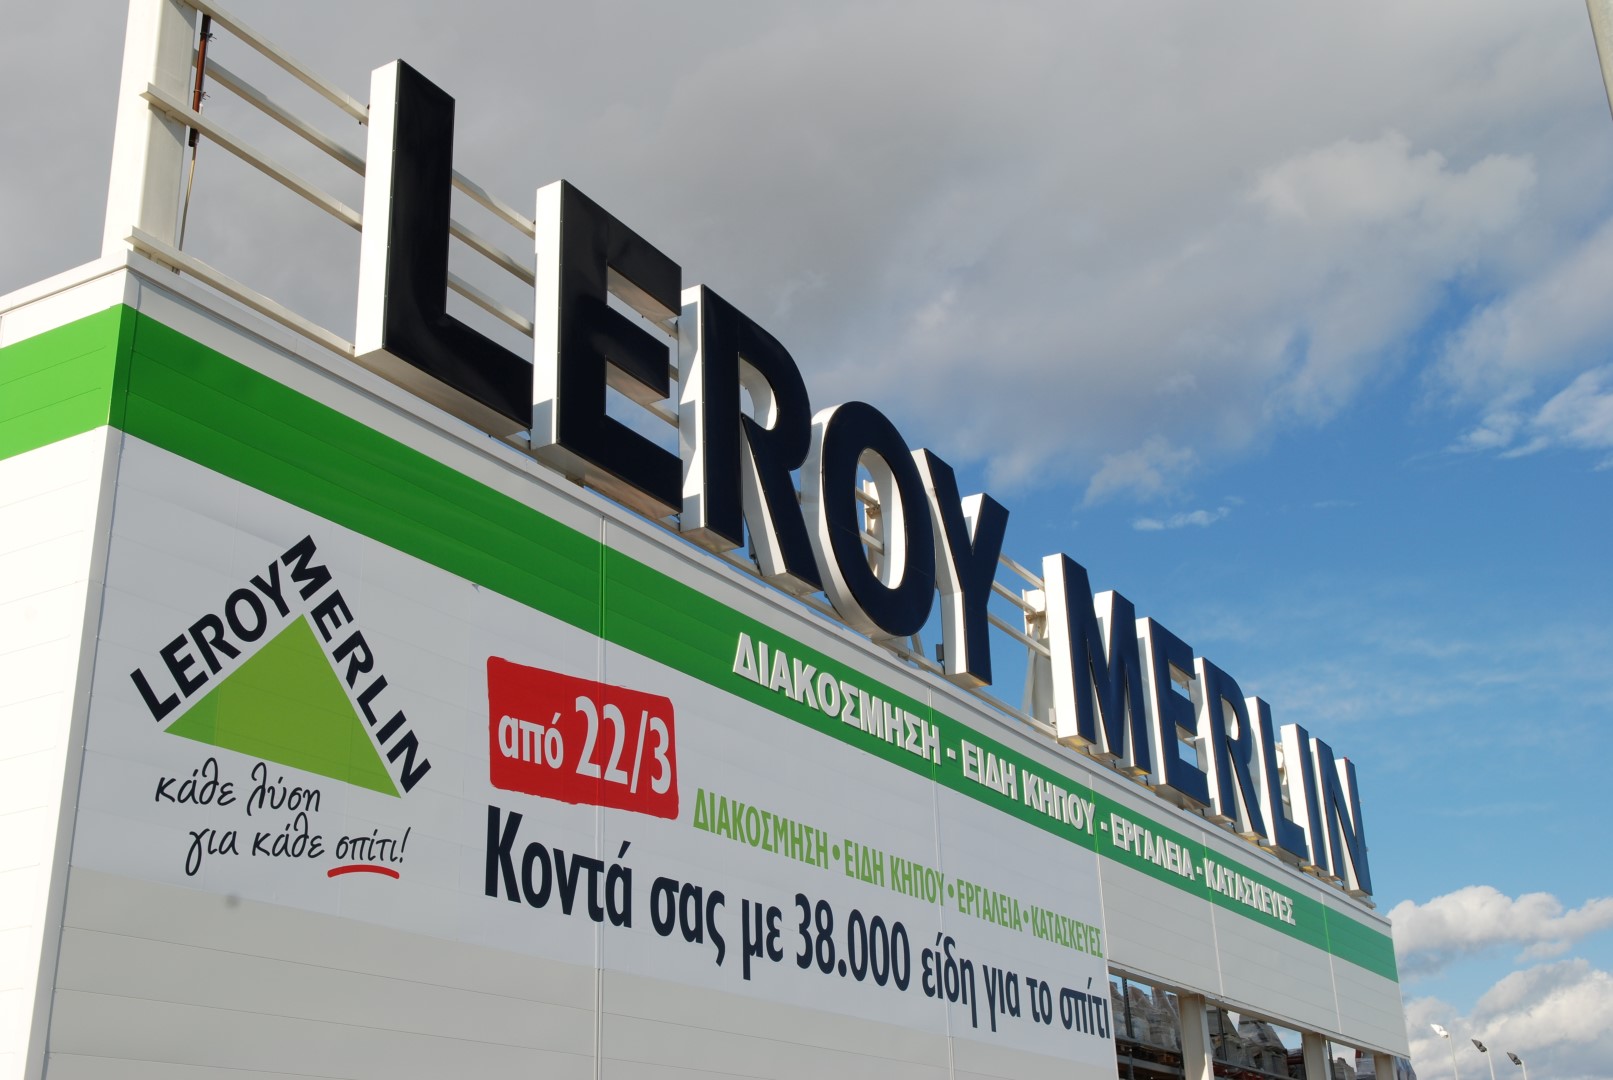 LEROY MERLIN
ΔΙΑΚΟΣΜΗΣΗ - ΕΙΔΗ ΚΗΠΟΥ - ΕΡΓΑΛΕΙΑ - ΚΑΤΑΣΚΕΥΕΣ
LEROY MERLIN
κάθε λύση
για κάθε σπίτι!
από 22/3
ΔΙΑΚΟΣΜΗΣΗ • ΕΙΔΗ ΚΗΠΟΥ • ΕΡΓΑΛΕΙΑ • ΚΑΤΑΣΚΕΥΕΣ
Κοντά σας με 38.000 είδη για το σπίτι